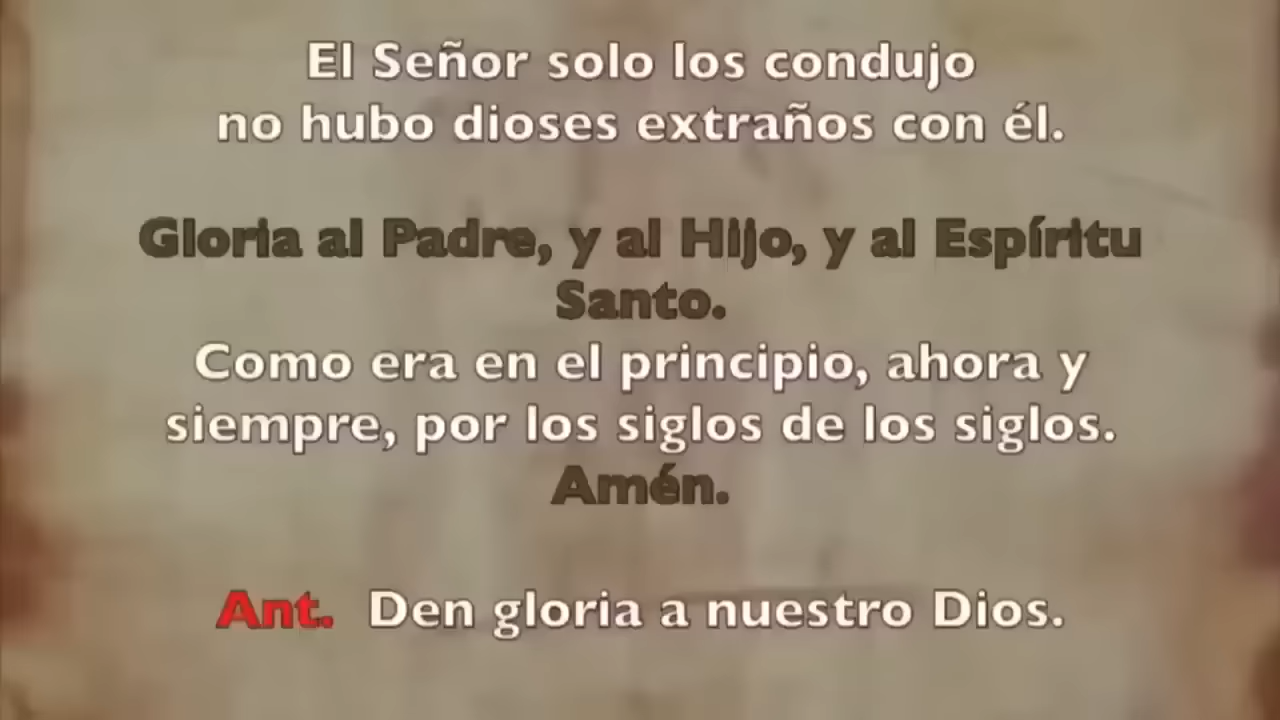 El Señor solo los condujo
no hubo dioses extraños con él.
Gloria al Padre, y al Hijo, y al Espíritu
Santo.
Como era en el principio, ahora y
siempre, por los siglos de los siglos.
Amén.
Ant. Den gloria a nuestro Dios.